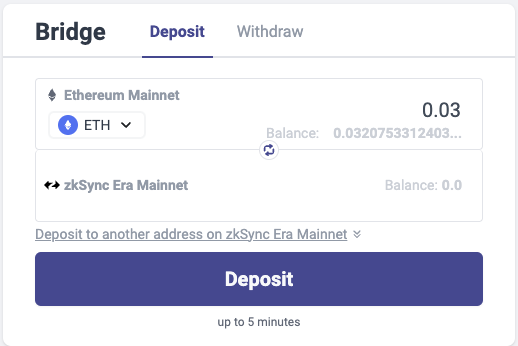 Bridge Deposit Withdraw
Ethereum Mainnet
0.03
ETH
Balance: 0.0320753312403...
zkSync Era Mainnet Balance: 0.0
Deposit to another address on zkSync Era Mainnet
Deposit
up to 5 minutes